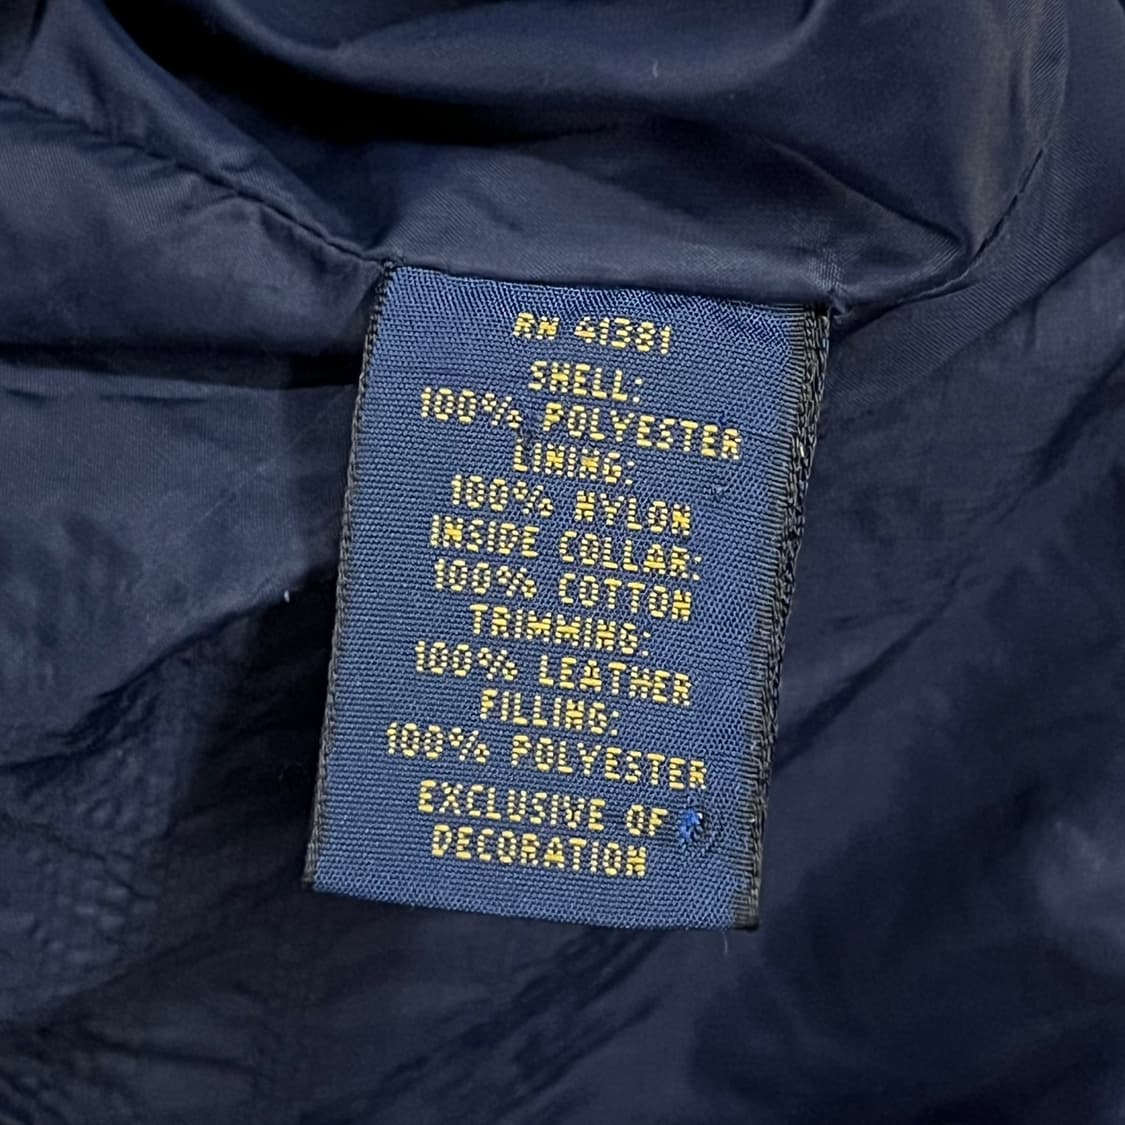 RN 41381
SHELL:
100% POLYESTER
LINING:
100% NYLON
INSIDE COLLAR:
100% COTTON
TRIMMING:
100% LEATHER
FILLING:
100% POLYESTER
EXCLUSIVE OF
DECORATION